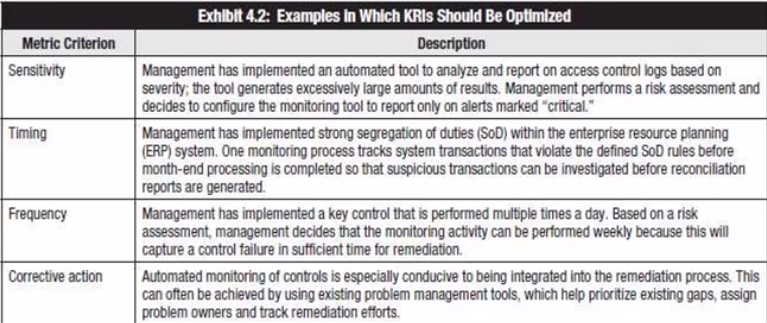 Exhibit 4.2: Examples in Which KRIs Should Be Optimized
Metric Criterion Description
Sensitivity Management has implemented an automated tool to analyze and report on access control logs based on
severity; the tool generates excessively large amounts of results. Management performs a risk assessment and
decides to configure the monitoring tool to report only on alerts marked “critical.”
Timing Management has implemented strong segregation of duties (SoD) within the enterprise resource planning
(ERP) system. One monitoring process tracks system transactions that violate the defined SoD rules before
month-end processing is completed so that suspicious transactions can be investigated before reconciliation
reports are generated.
Frequency Management has implemented a key control that is performed multiple times a day. Based on a risk
assessment, management decides that the monitoring activity can be performed weekly because this will
capture a control failure in sufficient time for remediation.
Corrective action Automated monitoring of controls is especially conducive to being integrated into the remediation process. This
can often be achieved by using existing problem management tools, which help prioritize existing gaps, assign
problem owners and track remediation efforts.